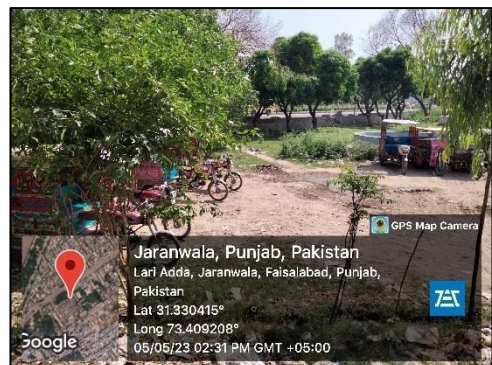 GPS Map Camera
Jaranwala, Punjab, Pakistan
Lari Adda, Jaranwala, Faisalabad, Punjab,
Pakistan
Lat 31.330415°
Long 73.409208°
05/05/23 02:31 PM GMT +05:00
Google